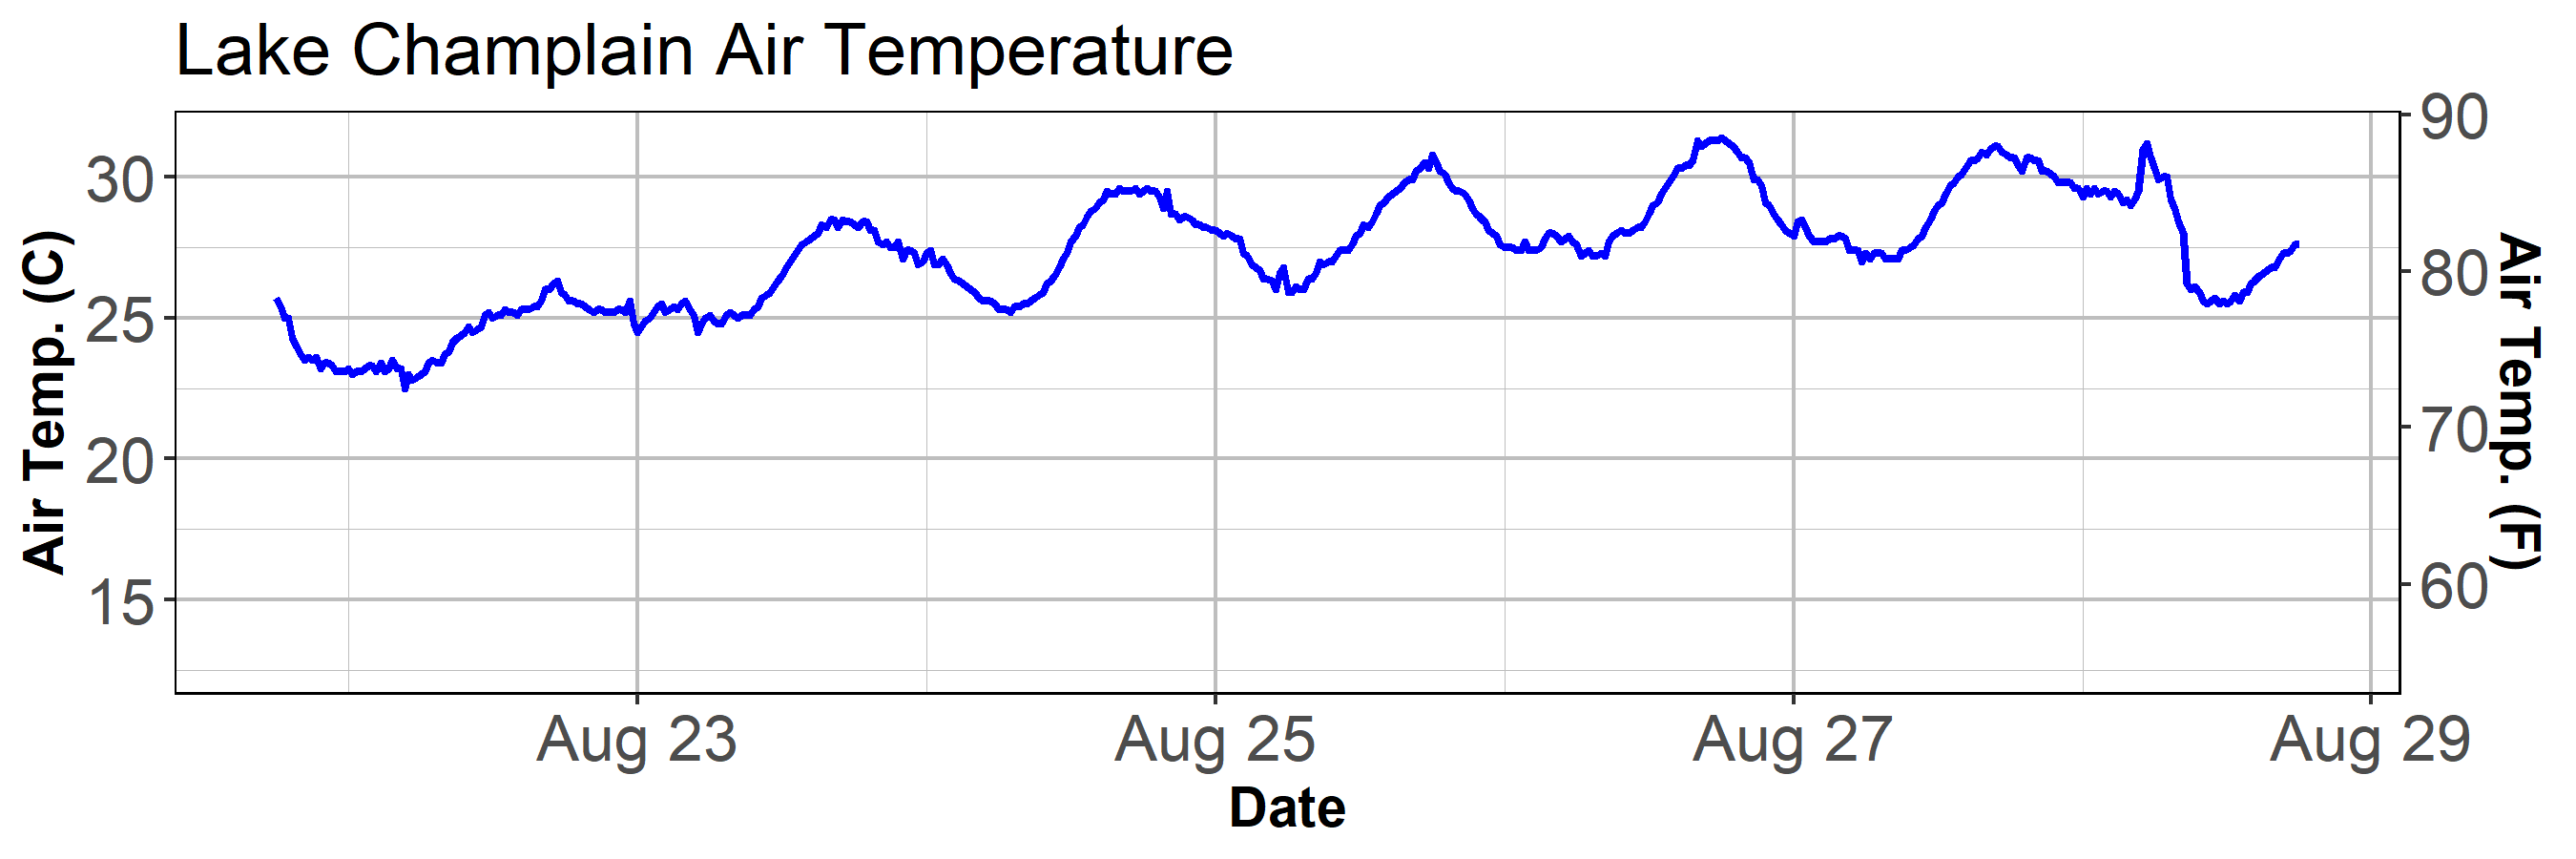 Lake Champlain Air Temperature
Air Temp. (C)
30
25
20
15
90
80
70
60
Air Temp. (F)
Aug 23
Aug 25
Aug 27
Aug 29
Date